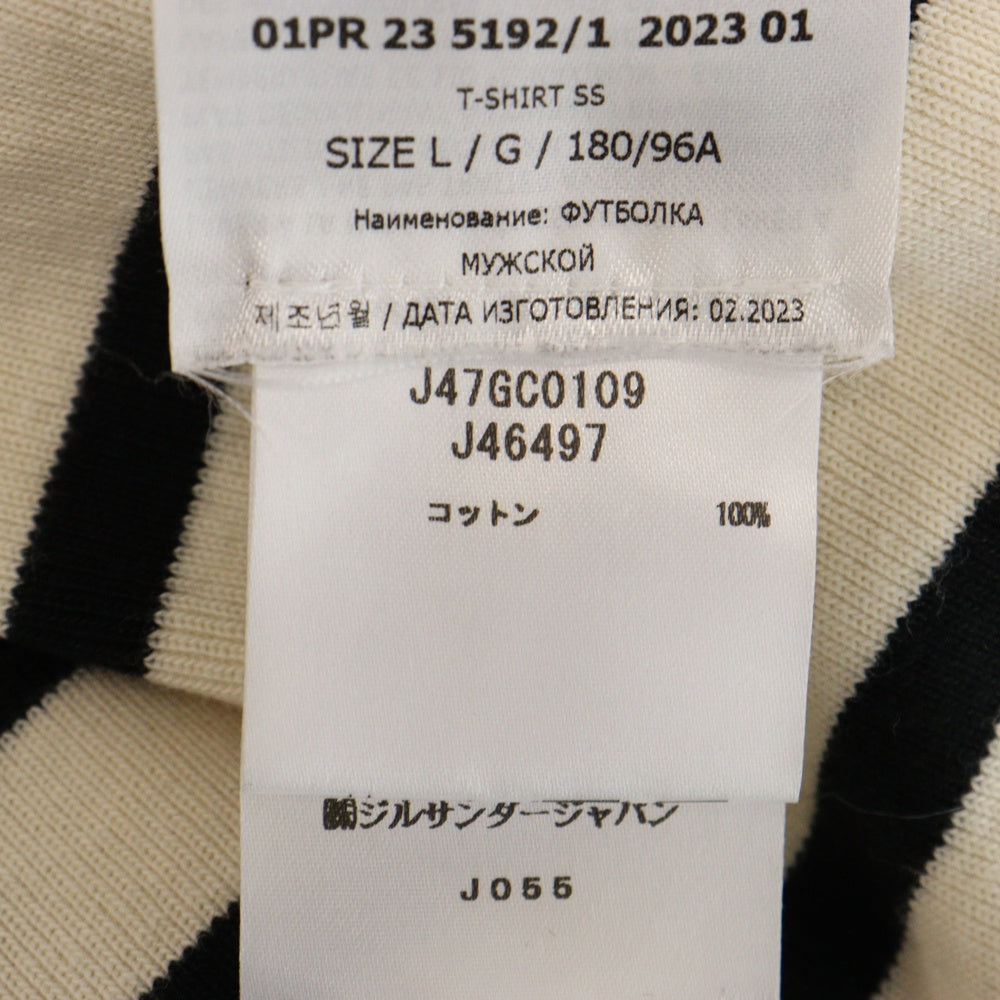 01PR 23 5192/1 2023 01
T-SHIRT SS
SIZE L / G / 180/96A
Наименование: ФУТБОЛКА
МУЖСКОЙ
제조년월 / ДАТА ИЗГОТОВЛЕНИЯ: 02.2023
J47GC0109
J46497
コットン 100%
㈱ジルサンダージャパン
J055